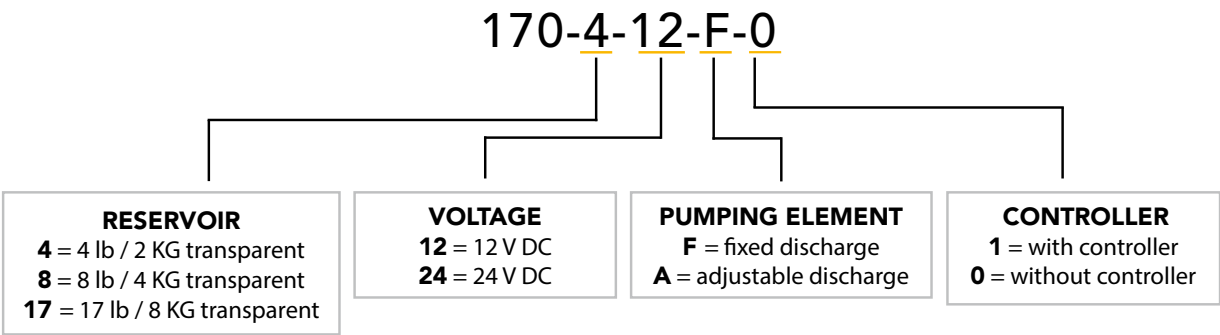 170-4-12-F-0
RESERVOIR
4 = 4 lb / 2 KG transparent
8 = 8 lb / 4 KG transparent
17 = 17 lb / 8 KG transparent
VOLTAGE
12 = 12 V DC
24 = 24 V DC
PUMPING ELEMENT
F = fixed discharge
A = adjustable discharge
CONTROLLER
1 = with controller
0 = without controller